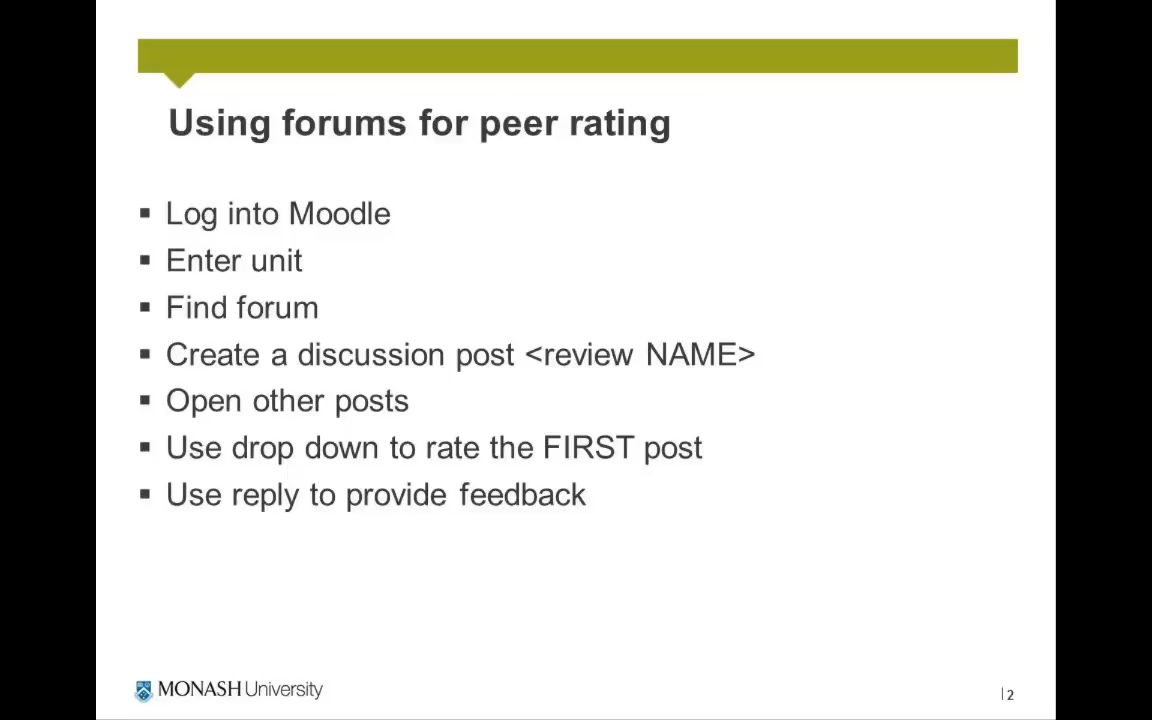 Using forums for peer rating
▪ Log into Moodle
▪ Enter unit
▪ Find forum
▪ Create a discussion post <review NAME>
▪ Open other posts
▪ Use drop down to rate the FIRST post
▪ Use reply to provide feedback
MONASH University
| 2